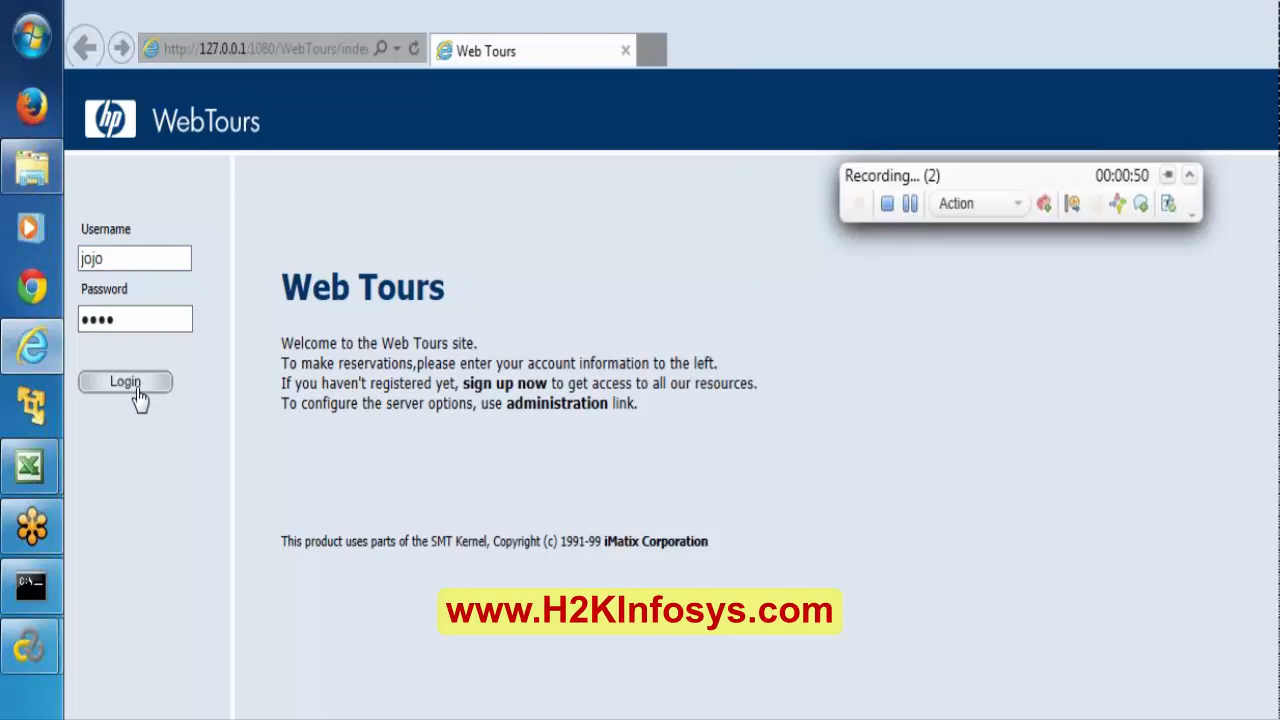 http://127.0.0.1:1080/WebTours/inde
Web Tours
hp
WebTours
Recording... (2)
00:00:50
Action
Username
jojo
Password
Login
Web Tours
Welcome to the Web Tours site.
To make reservations,please enter your account information to the left.
If you haven't registered yet, sign up now to get access to all our resources.
To configure the server options, use administration link.
This product uses parts of the SMT Kernel, Copyright (c) 1991-99 iMatix Corporation
www.H2KInfosys.com
C:\